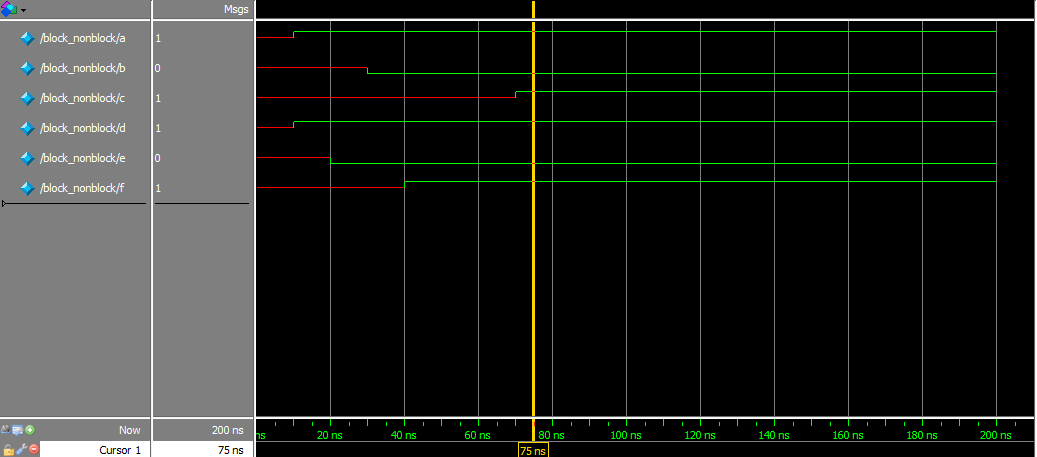 Msgs
/block_nonblock/a 1
/block_nonblock/b 0
/block_nonblock/c 1
/block_nonblock/d 1
/block_nonblock/e 0
/block_nonblock/f 1
Now 200 ns ns 20 ns 40 ns 60 ns 80 ns 100 ns 120 ns 140 ns 160 ns 180 ns 200 ns
Cursor 1 75 ns 75 ns